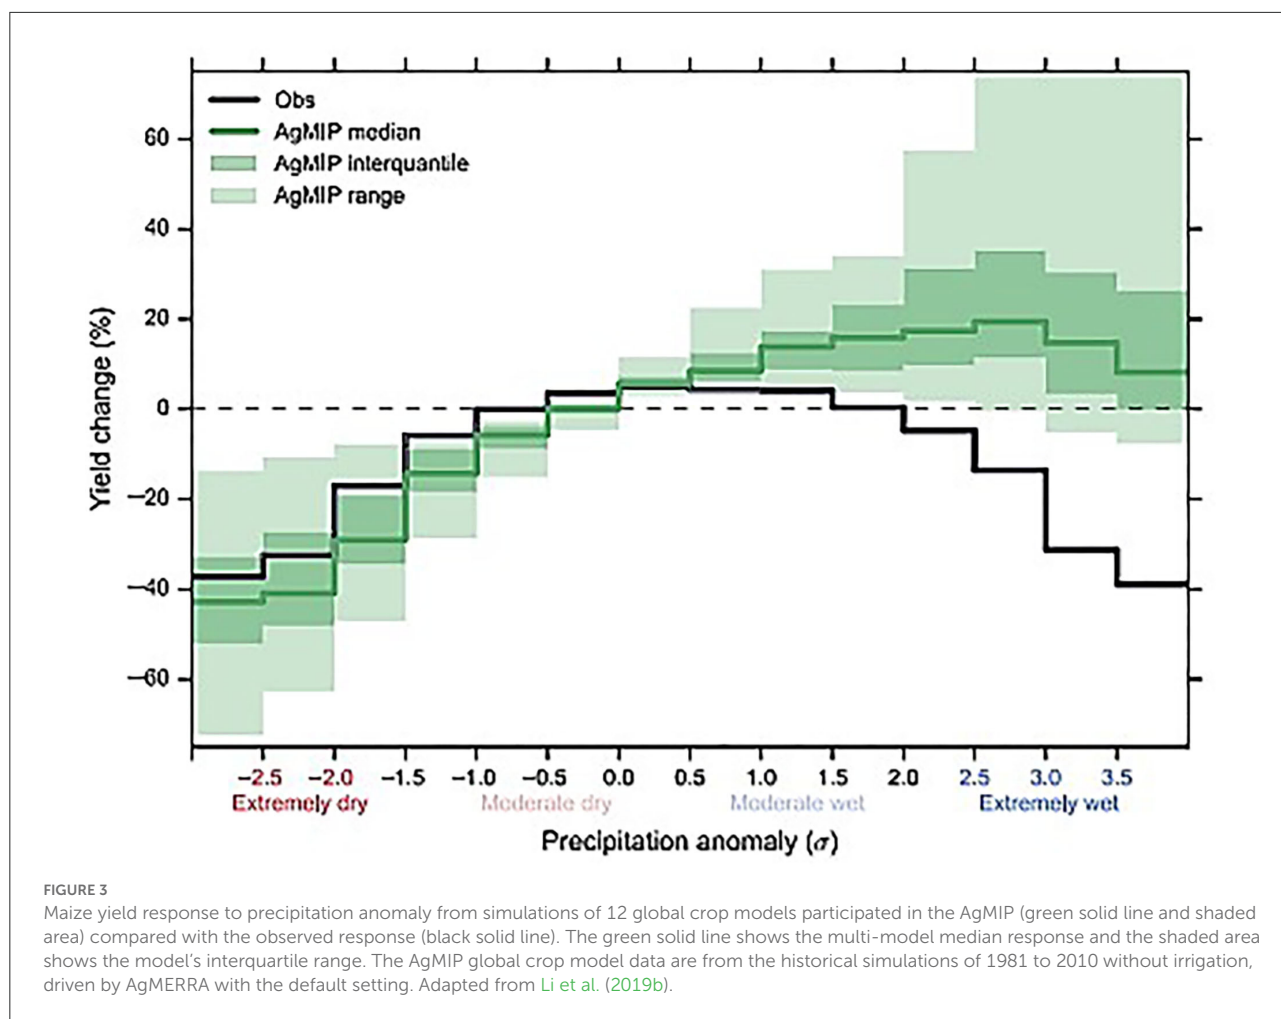 Obs
AgMIP median
AgMIP interquantile
AgMIP range
60
40
20
0
−20
−40
−60
Yield change (%)
−2.5 −2.0 −1.5 −1.0 −0.5 0.0 0.5 1.0 1.5 2.0 2.5 3.0 3.5
Extremely dry Moderate dry Moderate wet Extremely wet
Precipitation anomaly (σ)
FIGURE 3
Maize yield response to precipitation anomaly from simulations of 12 global crop models participated in the AgMIP (green solid line and shaded
area) compared with the observed response (black solid line). The green solid line shows the multi-model median response and the shaded area
shows the model's interquartile range. The AgMIP global crop model data are from the historical simulations of 1981 to 2010 without irrigation,
driven by AgMERRA with the default setting. Adapted from Li et al. (2019b).